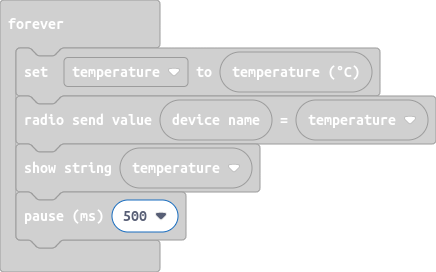 forever
set temperature to temperature (°C)
radio send value device name = temperature
show string temperature
pause (ms) 500